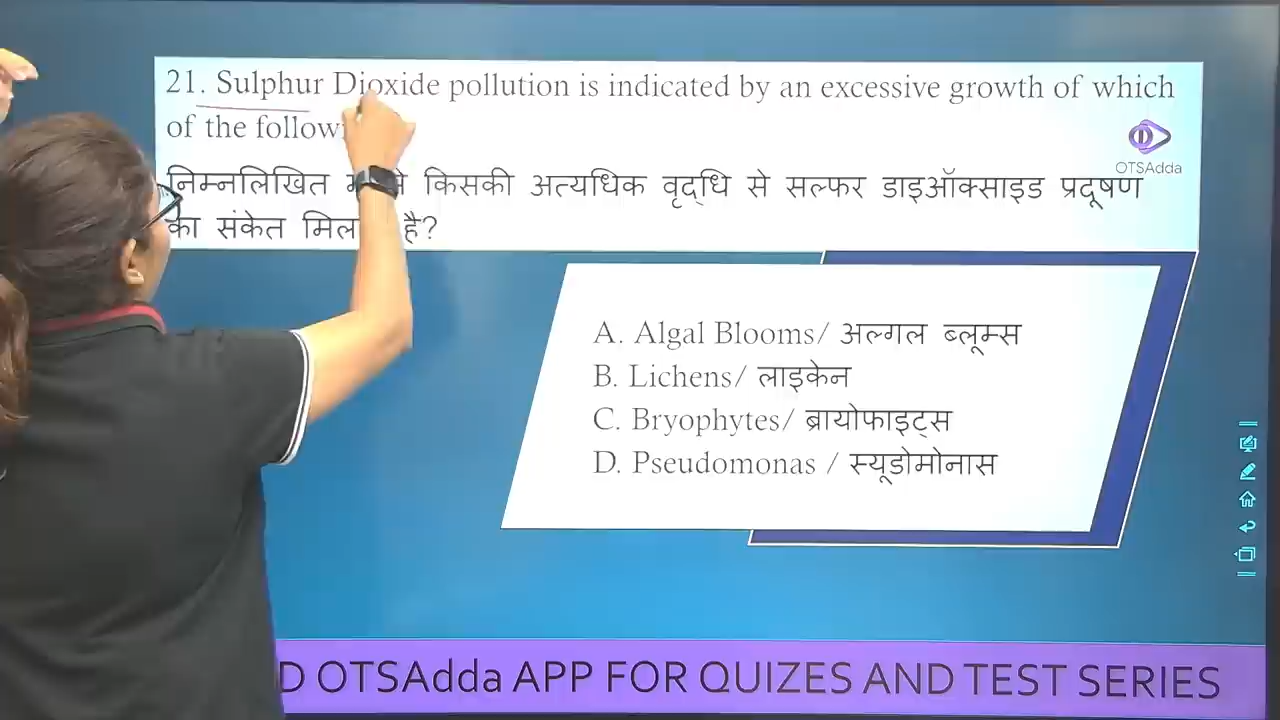 21. Sulphur Dioxide pollution is indicated by an excessive growth of which
of the follow
OTSAdda
निम्नलिखित किसकी अत्यधिक वृद्धि से सल्फर डाइऑक्साइड प्रदूषण
का संकेत मिल है?
A. Algal Blooms/ अल्गल ब्लूम्स
B. Lichens/ लाइकेन
C. Bryophytes/ ब्रायोफाइट्स
D. Pseudomonas / स्यूडोमोनास
D OTSAdda APP FOR QUIZES AND TEST SERIES